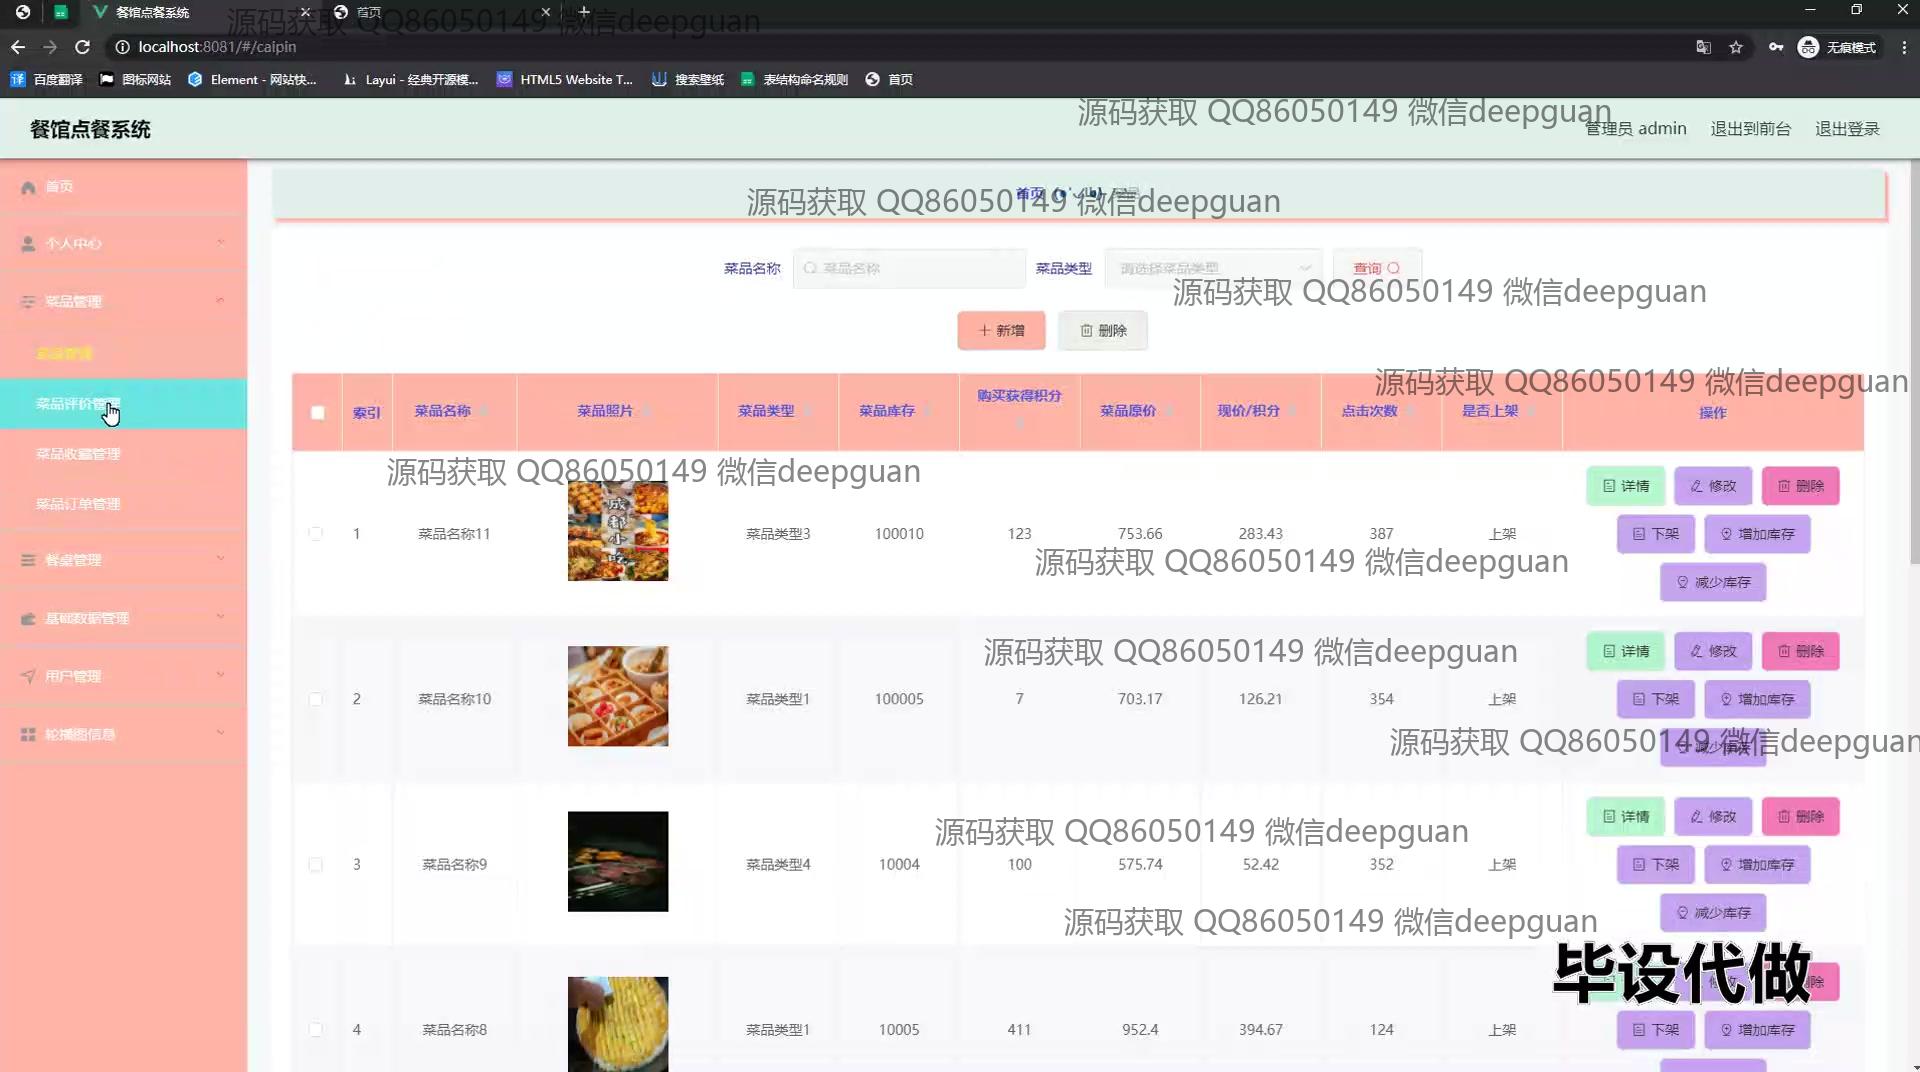 餐馆点餐系统
首页
localhost:8081/#/caipin
无痕模式
百度翻译
图标网站
Element - 网站快...
Layui - 经典开源模...
HTML5 Website T...
搜索壁纸
表结构命名规则
首页
源码获取 QQ86050149 微信deepguan
餐馆点餐系统
源码获取 QQ86050149 微信deepguan
管理员 admin
退出到前台
退出登录
首页
个人中心
菜品管理
菜品管理
菜品评价管理
菜品收藏管理
菜品订单管理
餐桌管理
基础数据管理
用户管理
轮播图信息
首页
源码获取 QQ86050149 微信deepguan
菜品名称
菜品名称
菜品类型
请选择菜品类型
查询
源码获取 QQ86050149 微信deepguan
新增
删除
源码获取 QQ86050149 微信deepguan
索引 菜品名称 菜品照片 菜品类型 菜品库存 购买获得积分 菜品原价 现价/积分 点击次数 是否上架 操作
源码获取 QQ86050149 微信deepguan
成都小吃
1 菜品名称11 菜品类型3 100010 123 753.66 283.43 387 上架
详情 修改 删除
下架 增加库存
减少库存
源码获取 QQ86050149 微信deepguan
源码获取 QQ86050149 微信deepguan
2 菜品名称10 菜品类型1 100005 7 703.17 126.21 354 上架
详情 修改 删除
下架 增加库存
减少库存
源码获取 QQ86050149 微信deepguan
源码获取 QQ86050149 微信deepguan
3 菜品名称9 菜品类型4 10004 100 575.74 52.42 352 上架
详情 修改 删除
下架 增加库存
减少库存
源码获取 QQ86050149 微信deepguan
毕设代做
4 菜品名称8 菜品类型1 10005 411 952.4 394.67 124 上架
下架 增加库存